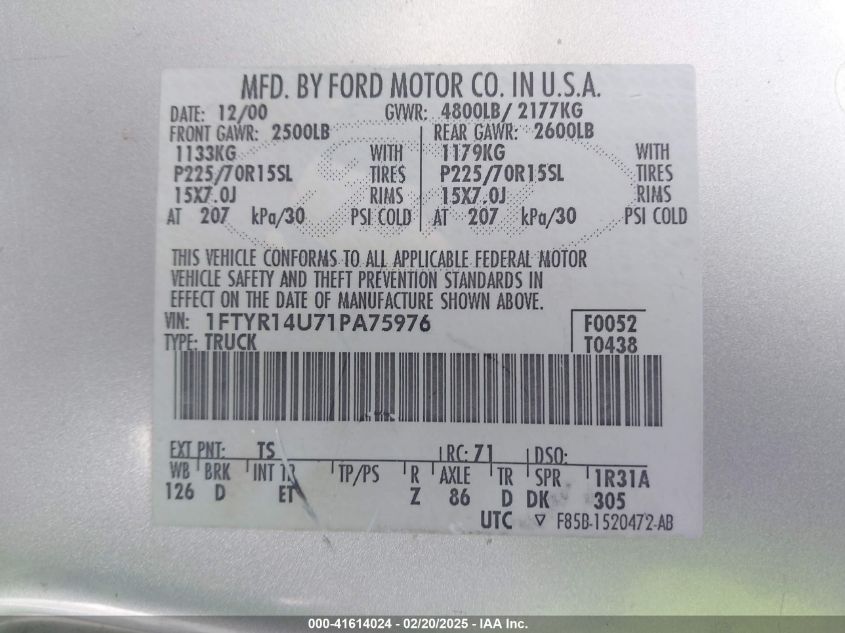 MFD. BY FORD MOTOR CO. IN U.S.A.
DATE: 12/00 GVWR: 4800LB/ 2177KG
FRONT GAWR: 2500LB REAR GAWR: 2600LB
1133KG WITH 1179KG WITH
P225/70R15SL TIRES P225/70R15SL TIRES
15X7.0J RIMS 15X7.0J RIMS
AT 207 kPa/30 PSI COLD AT 207 kPa/30 PSI COLD
THIS VEHICLE CONFORMS TO ALL APPLICABLE FEDERAL MOTOR
VEHICLE SAFETY AND THEFT PREVENTION STANDARDS IN
EFFECT ON THE DATE OF MANUFACTURE SHOWN ABOVE.
VIN: 1FTYR14U71PA75976 F0052
TYPE: TRUCK T0438
EXT PNT: TS RC: 71 DSO:
WB BRK INT TR TP/PS R AXLE TR SPR 1R31A
126 D ET Z 86 D DK 305
UTC ▽ F85B-1520472-AB
000-41614024 - 02/20/2025 - IAA Inc.